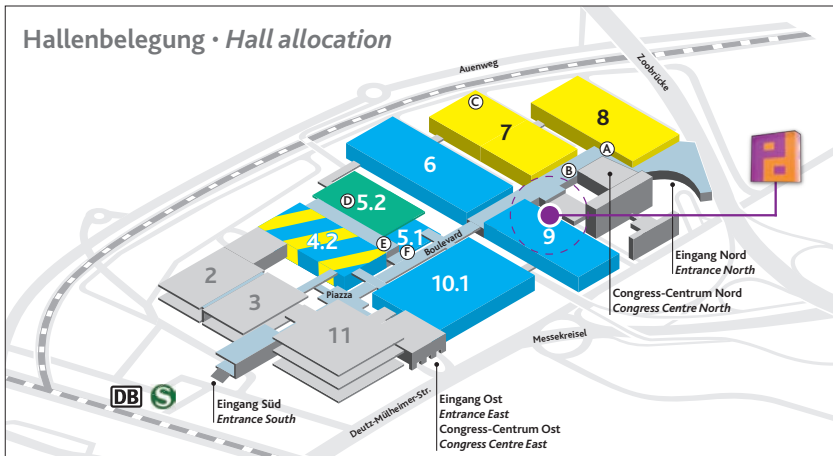 Hallenbelegung · Hall allocation
Auenweg
Zoobrücke
C
8
7
A
6
B
pd
D 5.2
5.1
9
4.2
E
F
Boulevard
Eingang Nord
Entrance North
2
10.1
Congress-Centrum Nord
Congress Centre North
3
Piazza
11
Messekreisel
DB
S
Eingang Süd
Entrance South
Deutz-Mülheimer-Str.
Eingang Ost
Entrance East
Congress-Centrum Ost
Congress Centre East